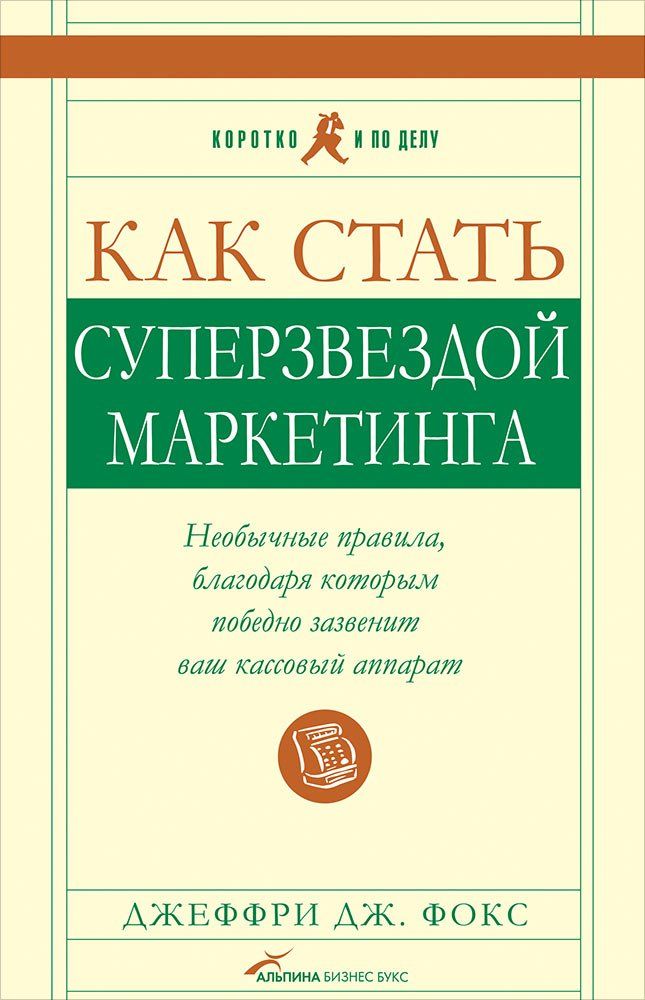 КОРОТКО И ПО ДЕЛУ
КАК СТАТЬ
СУПЕРЗВЕЗДОЙ
МАРКЕТИНГА
Необычные правила,
благодаря которым
победно зазвенит
ваш кассовый аппарат
ДЖЕФФРИ ДЖ. ФОКС
АЛЬПИНА БИЗНЕС БУКС